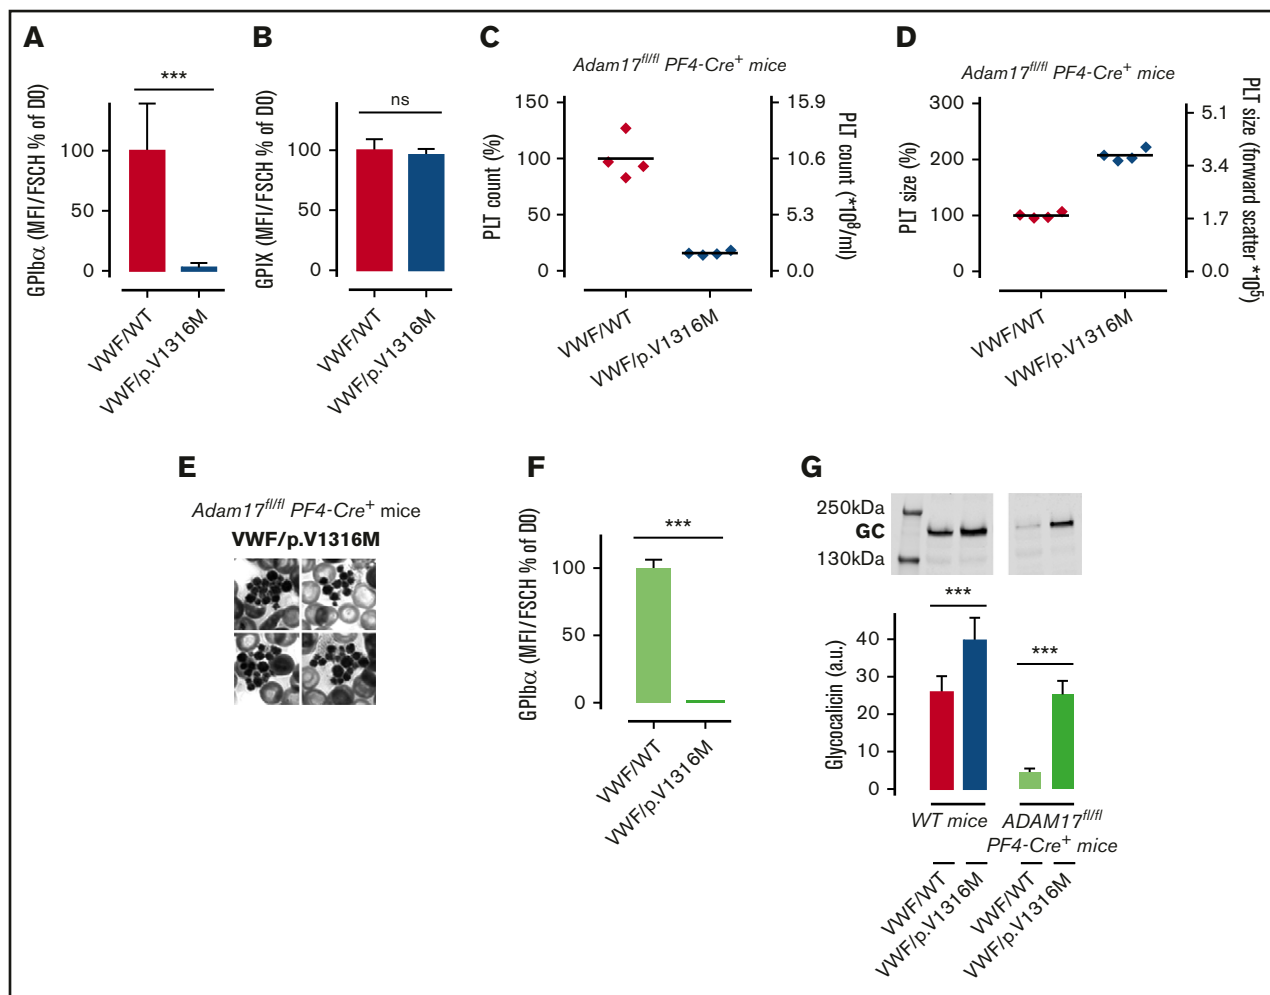 A
GPIbα (MFI/FSCH % of D0)
100
50
0
***
VWF/WT
VWF/p.V1316M
B
GPIX (MFI/FSCH % of D0)
100
50
0
ns
VWF/WT
VWF/p.V1316M
C
Adam17fl/fl PF4-Cre+ mice
PLT count (%)
150
100
50
0
15.9
10.6
5.3
0.0
PLT count (*10⁸/ml)
VWF/WT
VWF/p.V1316M
D
Adam17fl/fl PF4-Cre+ mice
PLT size (%)
300
200
100
0
5.1
3.4
1.7
0.0
PLT size (forward scatter *10⁵)
VWF/WT
VWF/p.V1316M
E
Adam17fl/fl PF4-Cre+ mice
VWF/p.V1316M
F
GPIbα (MFI/FSCH % of D0)
100
50
0
***
VWF/WT
VWF/p.V1316M
G
250kDa
GC
130kDa
Glycocalicin (a.u.)
40
30
20
10
0
***
***
WT mice
ADAM17fl/fl
PF4-Cre+ mice
VWF/WT
VWF/p.V1316M
VWF/WT
VWF/p.V1316M